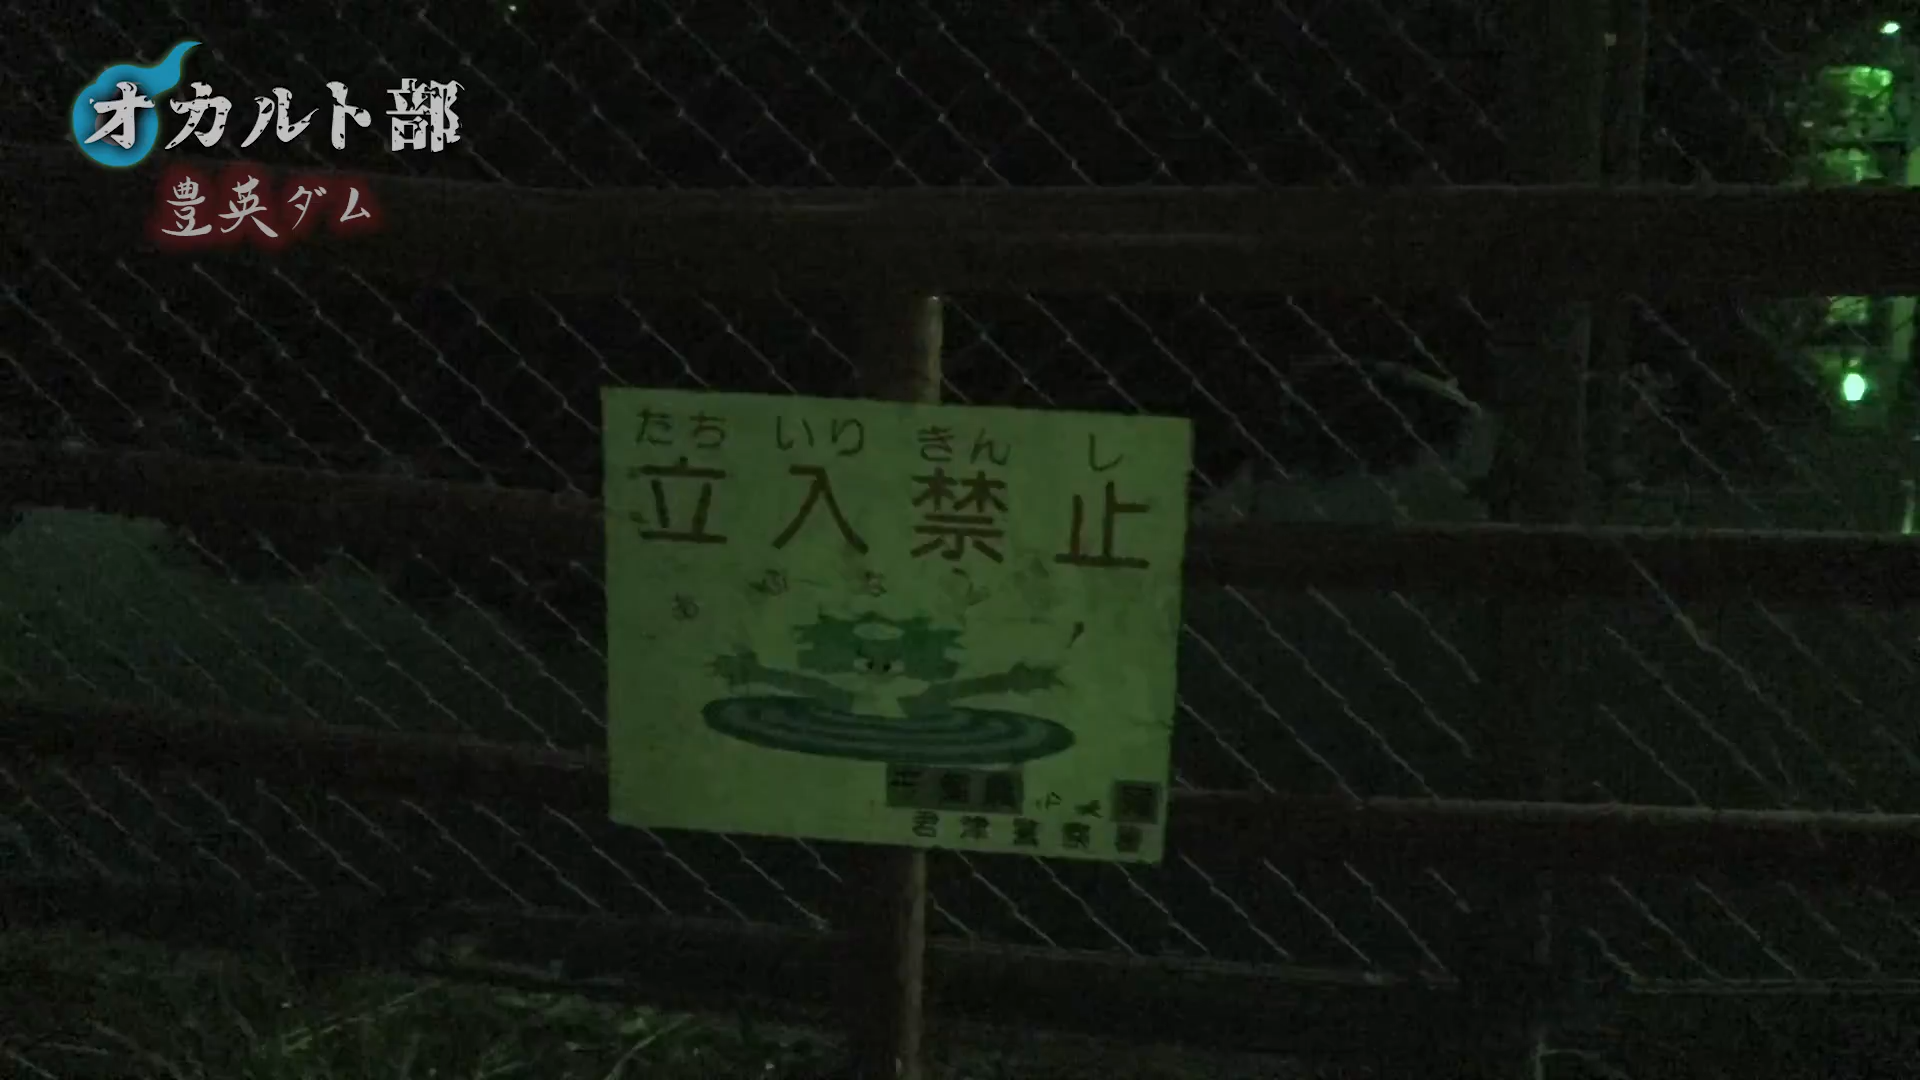 オカルト部
豊英ダム
たち いり きん し
立入禁止
君津警察署